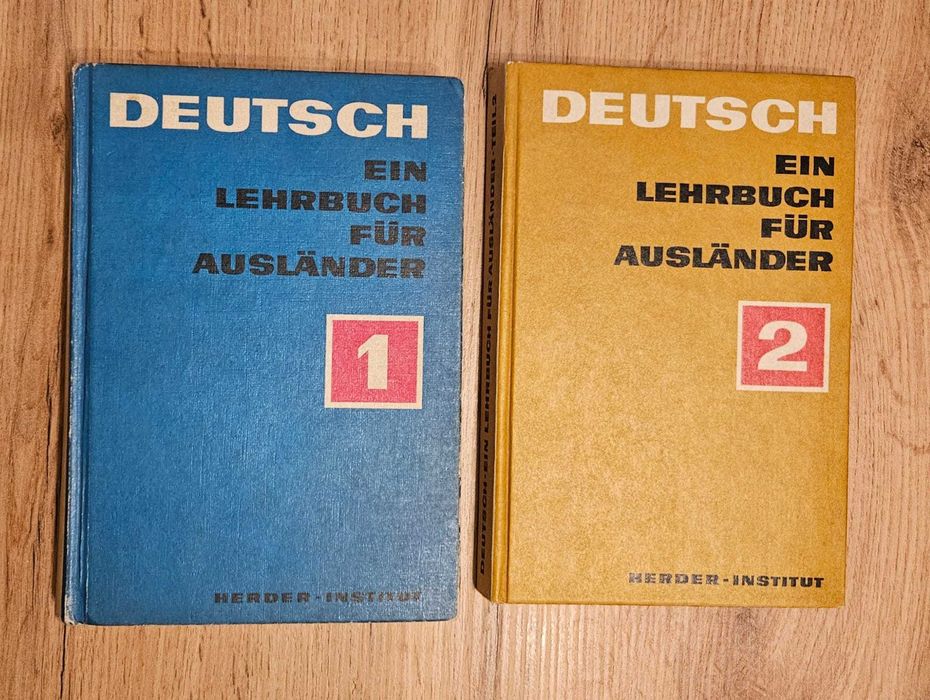 DEUTSCH
EIN
LEHRBUCH
FÜR
AUSLÄNDER
1
HERDER-INSTITUT
DEUTSCH-EIN LEHRBUCH FÜR AUSLÄNDER-TEIL 2
DEUTSCH
EIN
LEHRBUCH
FÜR
AUSLÄNDER
2
HERDER-INSTITUT